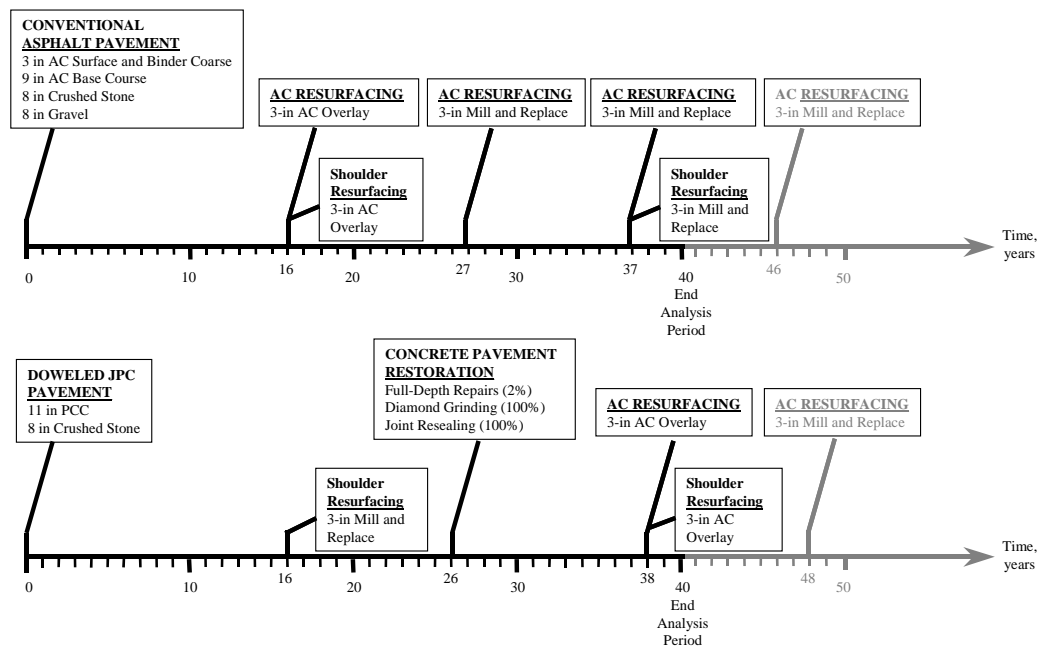 CONVENTIONAL
ASPHALT PAVEMENT
3 in AC Surface and Binder Coarse
9 in AC Base Course
8 in Crushed Stone
8 in Gravel
AC RESURFACING
3-in AC Overlay
AC RESURFACING
3-in Mill and Replace
AC RESURFACING
3-in Mill and Replace
AC RESURFACING
3-in Mill and Replace
Shoulder
Resurfacing
3-in AC
Overlay
Shoulder
Resurfacing
3-in Mill and
Replace
Time,
years
0
10
16
20
27
30
37
40
46
50
End
Analysis
Period
DOWELED JPC
PAVEMENT
11 in PCC
8 in Crushed Stone
CONCRETE PAVEMENT
RESTORATION
Full-Depth Repairs (2%)
Diamond Grinding (100%)
Joint Resealing (100%)
AC RESURFACING
3-in AC Overlay
AC RESURFACING
3-in Mill and Replace
Shoulder
Resurfacing
3-in Mill and
Replace
Shoulder
Resurfacing
3-in AC
Overlay
Time,
years
0
10
16
20
26
30
38
40
48
50
End
Analysis
Period